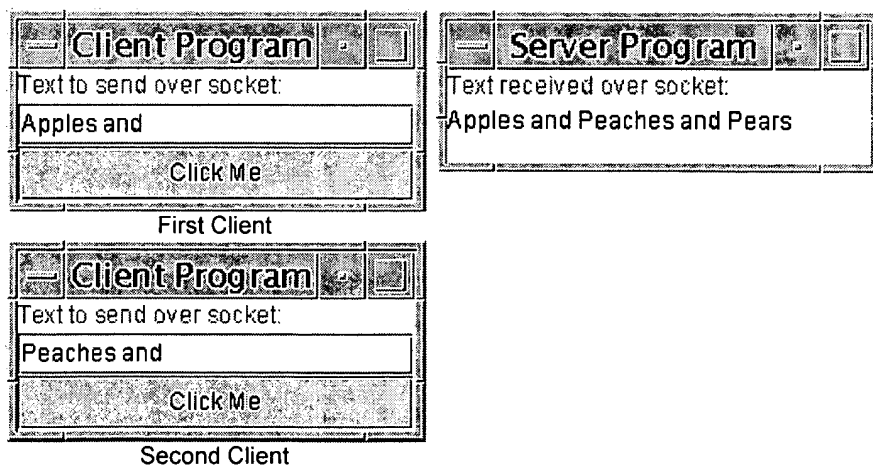 Client Program
Text to send over socket:
Apples and
Click Me
First Client
Server Program
Text received over socket:
Apples and Peaches and Pears
Client Program
Text to send over socket:
Peaches and
Click Me
Second Client